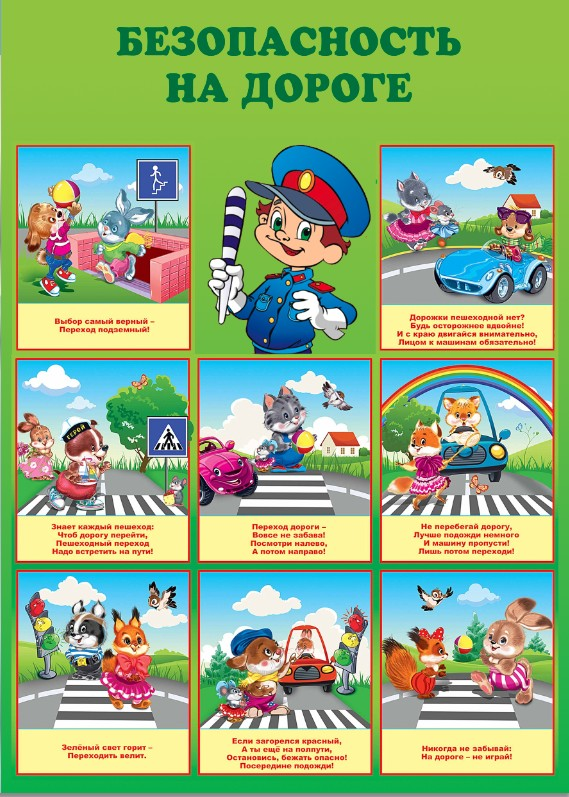 БЕЗОПАСНОСТЬ
НА ДОРОГЕ
Выбор самый верный –
Переход подземный!
Дорожки пешеходной нет?
Будь осторожнее вдвойне!
И с краю двигайся внимательно,
Лицом к машинам обязательно!
ГЕРОЙ
Знает каждый пешеход:
Чтоб дорогу перейти,
Пешеходный переход
Надо встретить на пути!
Переход дороги –
Вовсе не забава!
Посмотри налево,
А потом направо!
Не перебегай дорогу,
Лучше подожди немного
И машину пропусти!
Лишь потом переходи!
Зелёный свет горит –
Переходить велит.
Если загорелся красный,
А ты ещё на полпути,
Остановись, бежать опасно!
Посередине подожди!
Никогда не забывай:
На дороге – не играй!